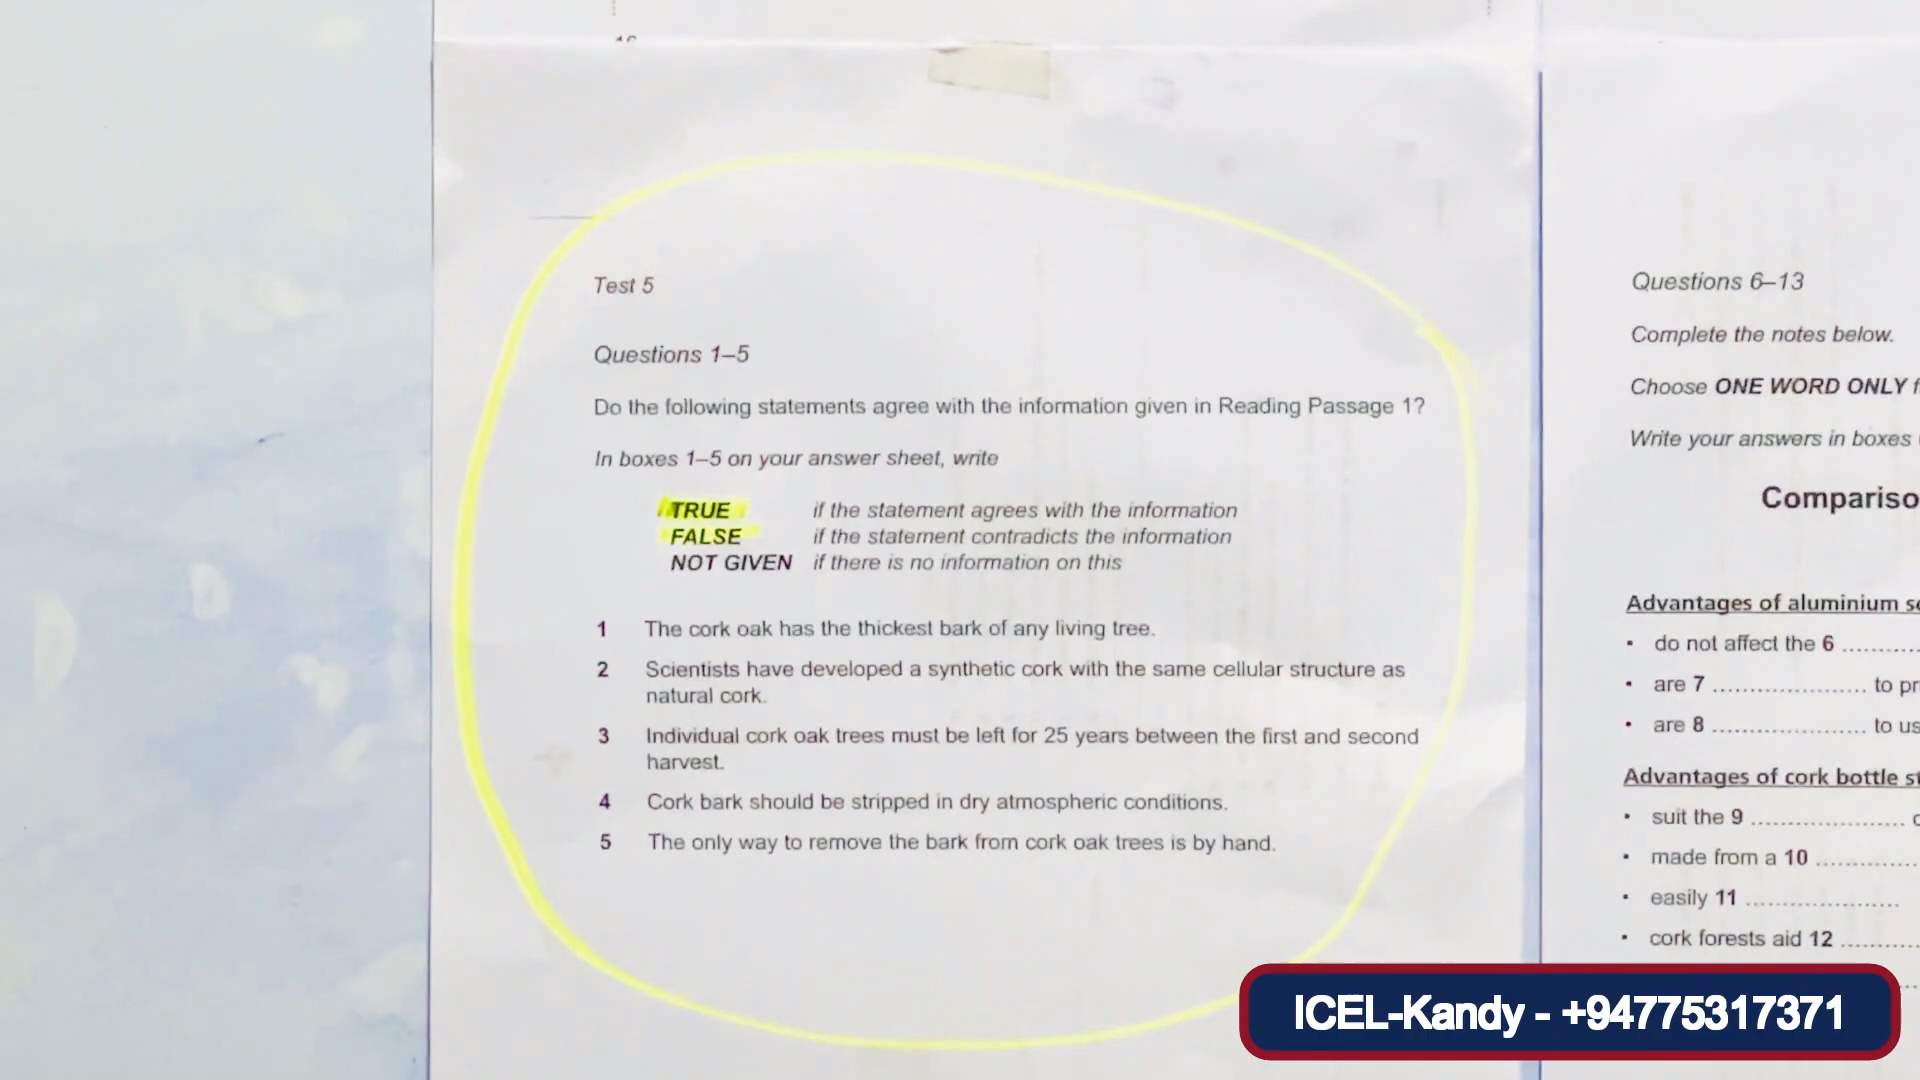 Test 5
Questions 1–5
Do the following statements agree with the information given in Reading Passage 1?
In boxes 1–5 on your answer sheet, write
TRUE if the statement agrees with the information
FALSE if the statement contradicts the information
NOT GIVEN if there is no information on this
1 The cork oak has the thickest bark of any living tree.
2 Scientists have developed a synthetic cork with the same cellular structure as
natural cork.
3 Individual cork oak trees must be left for 25 years between the first and second
harvest.
4 Cork bark should be stripped in dry atmospheric conditions.
5 The only way to remove the bark from cork oak trees is by hand.
Questions 6–13
Complete the notes below.
Choose ONE WORD ONLY
Write your answers in boxes
Advantages of aluminium
• do not affect the 6 ..........
• are 7 .................... to
• are 8 .................... to
Advantages of cork bottle
• suit the 9 ....................
• made from a 10 ..............
• easily 11 ....................
• cork forests aid 12 ..........
ICEL-Kandy - +94775317371